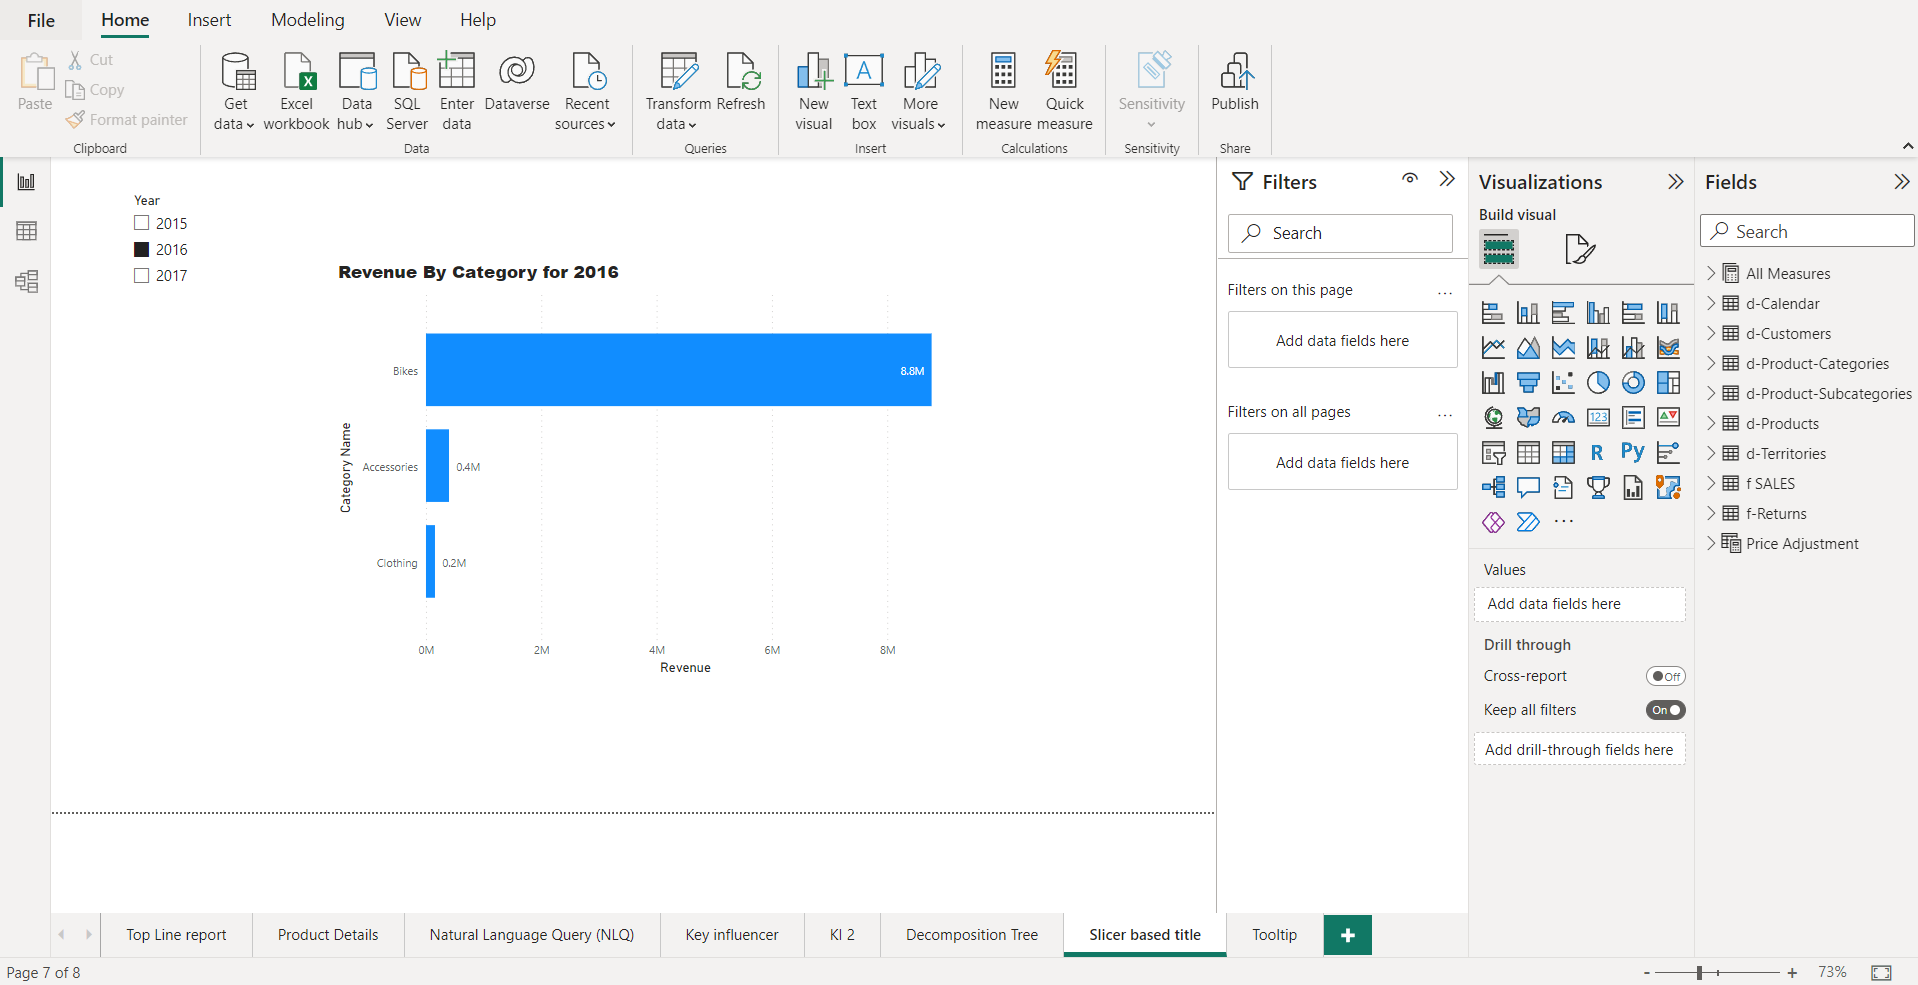 File Home Insert Modeling View Help
Paste
Cut
Copy
Format painter
Clipboard
Get data
Excel workbook
Data hub
SQL Server
Enter data
Dataverse
Recent sources
Data
Transform data
Refresh
Queries
New visual
Text box
More visuals
Insert
New measure
Quick measure
Calculations
Sensitivity
Sensitivity
Publish
Share
Year
2015
2016
2017
Revenue By Category for 2016
Category Name
Bikes 8.8M
Accessories 0.4M
Clothing 0.2M
0M 2M 4M 6M 8M
Revenue
Filters
Search
Filters on this page ...
Add data fields here
Filters on all pages ...
Add data fields here
Visualizations
Build visual
123
R
Py
...
Values
Add data fields here
Drill through
Cross-report Off
Keep all filters On
Add drill-through fields here
Fields
Search
All Measures
d-Calendar
d-Customers
d-Product-Categories
d-Product-Subcategories
d-Products
d-Territories
f SALES
f-Returns
Price Adjustment
Top Line report Product Details Natural Language Query (NLQ) Key influencer KI 2 Decomposition Tree Slicer based title Tooltip +
Page 7 of 8
- + 73%